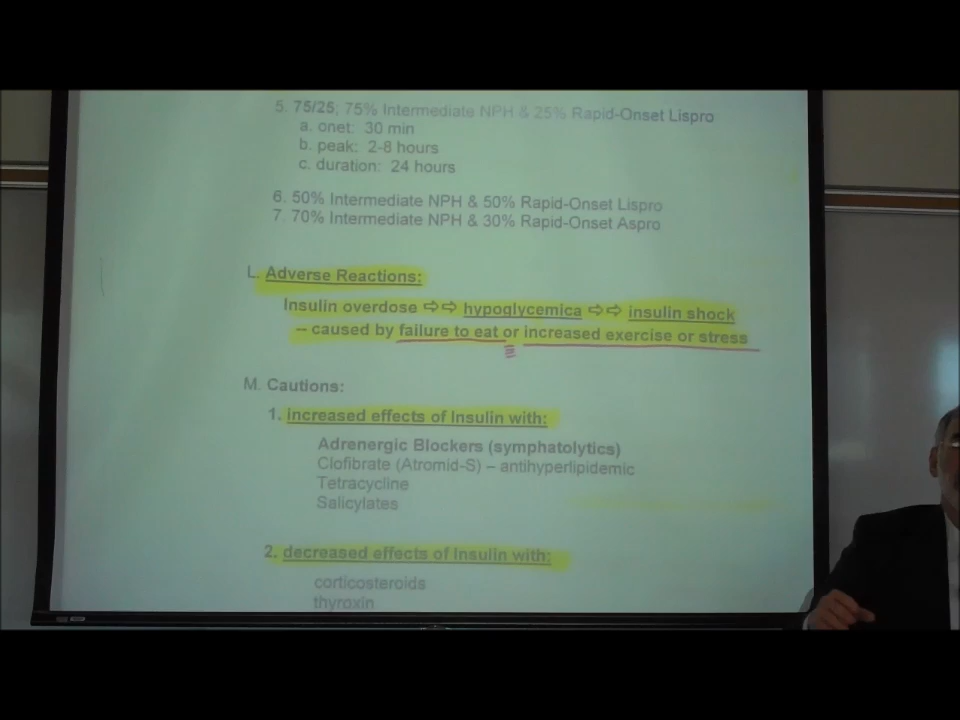 5. 75/25; 75% Intermediate NPH & 25% Rapid-Onset Lispro
a. onet: 30 min
b. peak: 2-8 hours
c. duration: 24 hours
6. 50% Intermediate NPH & 50% Rapid-Onset Lispro
7. 70% Intermediate NPH & 30% Rapid-Onset Aspro
L. Adverse Reactions:
Insulin overdose ⇨⇨ hypoglycemica ⇨⇨ insulin shock
– caused by failure to eat or increased exercise or stress
M. Cautions:
1. increased effects of Insulin with:
Adrenergic Blockers (symphatolytics)
Clofibrate (Atromid-S) – antihyperlipidemic
Tetracycline
Salicylates
2. decreased effects of Insulin with:
corticosteroids
thyroxin